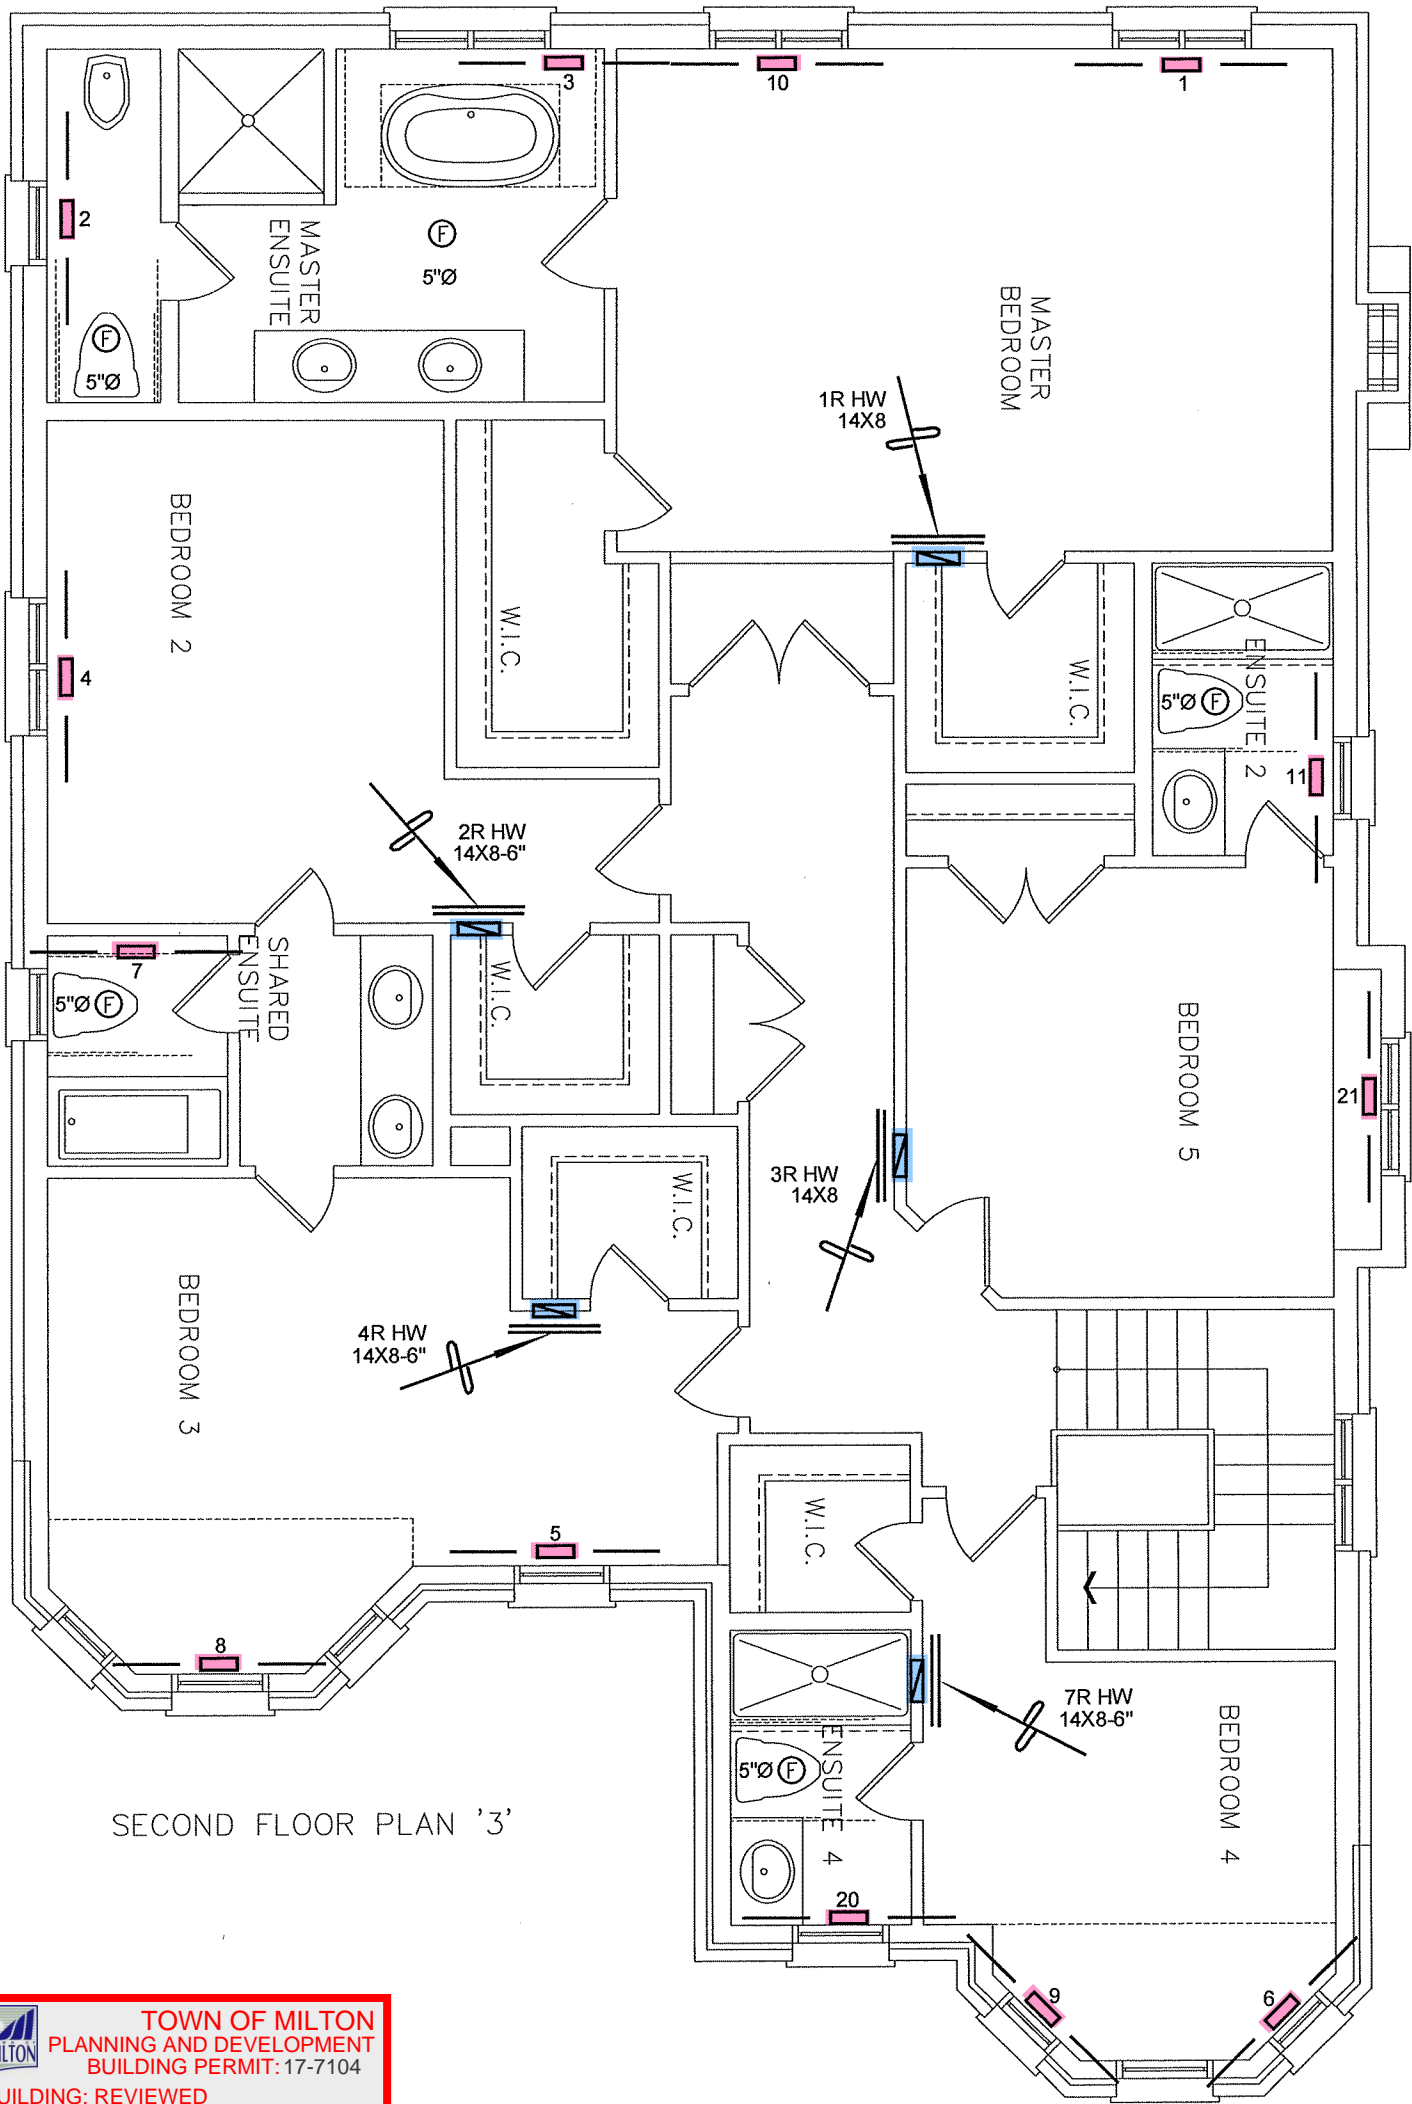 3
10
1
2
MASTER
ENSUITE
F
5"Ø
F
5"Ø
MASTER
BEDROOM
1R HW
14X8
BEDROOM 2
W.I.C.
W.I.C.
ENSUITE 2
5"Ø F
11
4
2R HW
14X8-6"
SHARED
ENSUITE
7
5"Ø F
W.I.C.
BEDROOM 5
21
3R HW
14X8
W.I.C.
BEDROOM 3
4R HW
14X8-6"
W.I.C.
5
8
7R HW
14X8-6"
BEDROOM 4
ENSUITE 4
5"Ø F
20
9
6
SECOND FLOOR PLAN '3'
TOWN OF MILTON
PLANNING AND DEVELOPMENT
BUILDING PERMIT: 17-7104
UILDING: REVIEWED